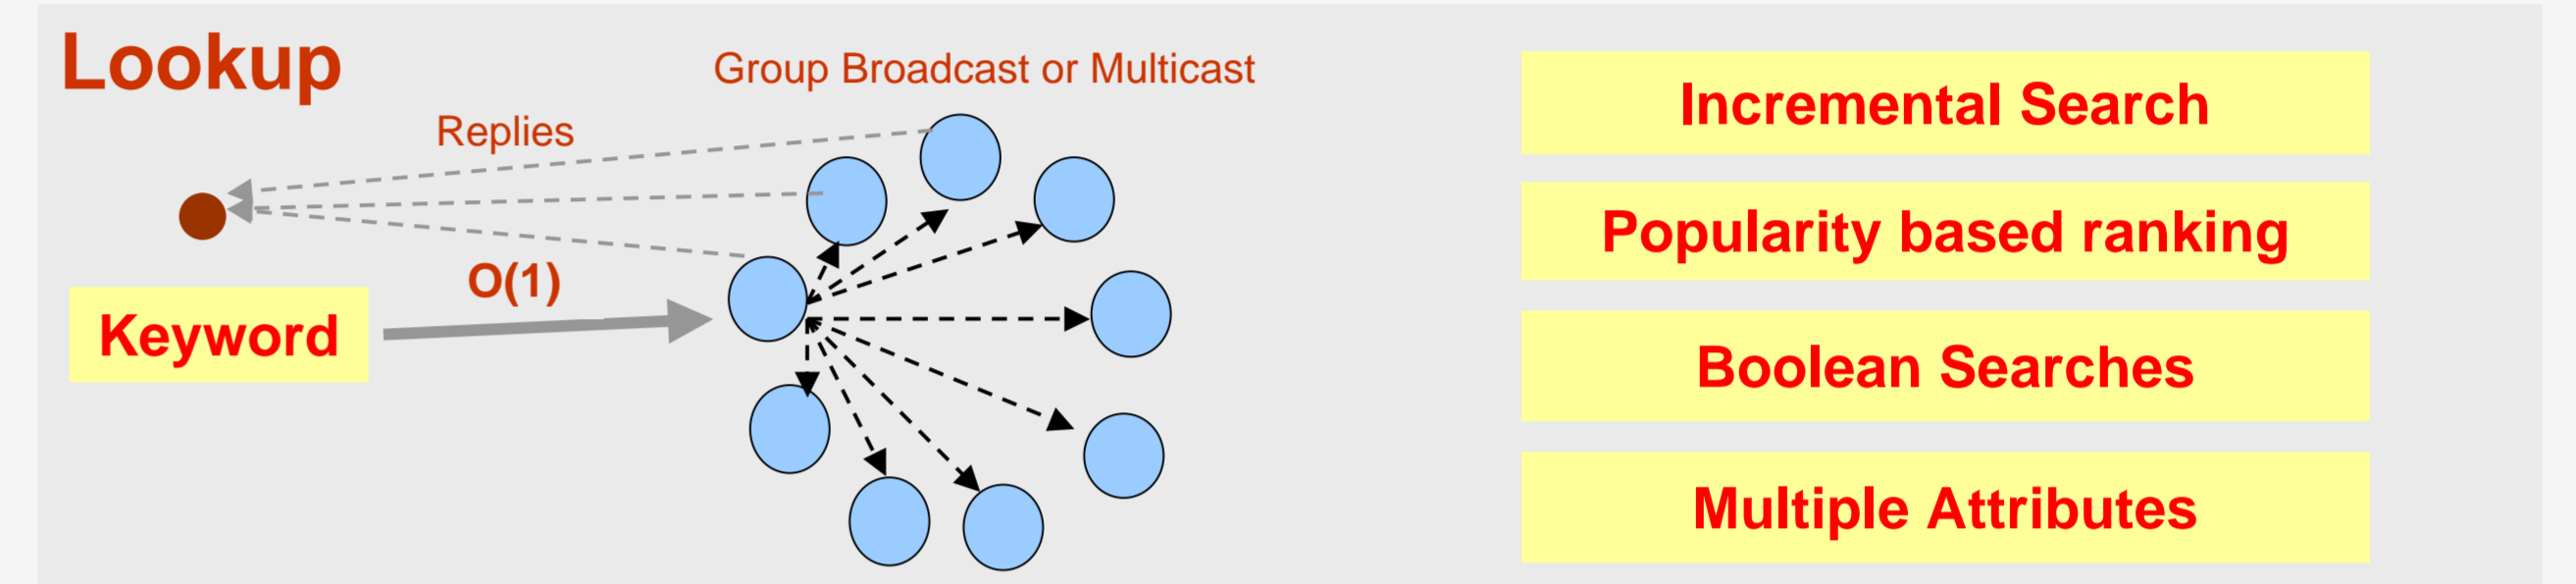 Lookup
Group Broadcast or Multicast
Replies
O(1)
Keyword
Incremental Search
Popularity based ranking
Boolean Searches
Multiple Attributes